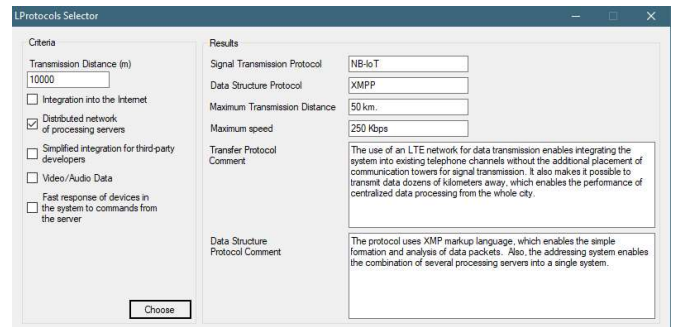 LProtocols Selector
Criteria
Transmission Distance (m)
10000
Integration into the Internet
Distributed network
of processing servers
Simplified integration for third-party
developers
Video/Audio Data
Fast response of devices in
the system to commands from
the server
Choose
Results
Signal Transmission Protocol
NB-IoT
Data Structure Protocol
XMPP
Maximum Transmission Distance
50 km.
Maximum speed
250 Kbps
Transfer Protocol
Comment
The use of an LTE network for data transmission enables integrating the
system into existing telephone channels without the additional placement of
communication towers for signal transmission. It also makes it possible to
transmit data dozens of kilometers away, which enables the performance of
centralized data processing from the whole city.
Data Structure
Protocol Comment
The protocol uses XMP markup language, which enables the simple
formation and analysis of data packets. Also, the addressing system enables
the combination of several processing servers into a single system.